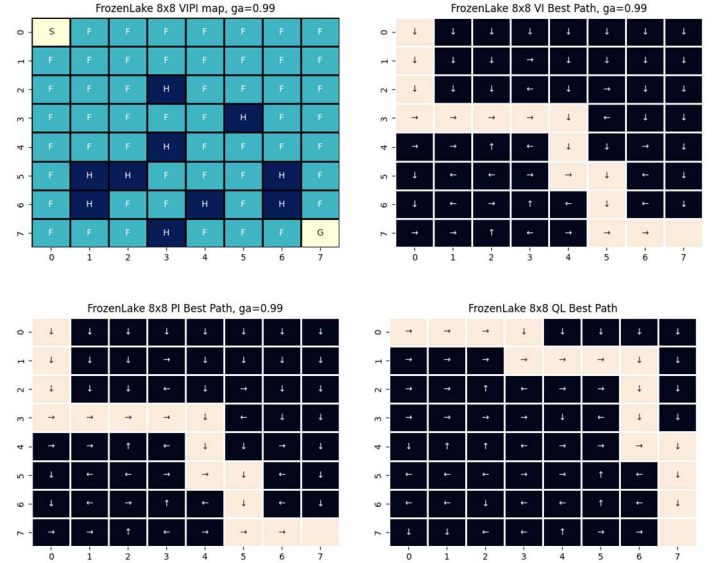 FrozenLake 8x8 VIPI map, ga=0.99
0 S F F F F F F F
1 F F F F F F F F
2 F F F H F F F F
3 F F F F F H F F
4 F F F H F F F F
5 F H H F F F H F
6 F H F F H F H F
7 F F F H F F F G
0 1 2 3 4 5 6 7
FrozenLake 8x8 VI Best Path, ga=0.99
0 ↓ ↓ ↓ ↓ ↓ ↓ ↓ ↓
1 ↓ ↓ ↓ → ↓ ↓ ↓ ↓
2 ↓ ↓ ↓ ← ↓ → ↓ ↓
3 → → → → ↓ ← ↓ ↓
4 → → ↑ ← ↓ ↓ → ↓
5 ↓ ← ← → → ↓ ← ↓
6 ↓ ← → ↑ ← ↓ ← ↓
7 → → ↑ ← → → →
0 1 2 3 4 5 6 7
FrozenLake 8x8 PI Best Path, ga=0.99
0 ↓ ↓ ↓ ↓ ↓ ↓ ↓ ↓
1 ↓ ↓ ↓ → ↓ ↓ ↓ ↓
2 ↓ ↓ ↓ ← ↓ → ↓ ↓
3 → → → → ↓ ← ↓ ↓
4 → → ↑ ← ↓ ↓ → ↓
5 ↓ ← ← → → ↓ ← ↓
6 ↓ ← → ↑ ← ↓ ← ↓
7 → → ↑ ← → → →
0 1 2 3 4 5 6 7
FrozenLake 8x8 QL Best Path
0 → → → ↓ ↓ ↓ ↓ ↓
1 → → → → → → ↓ ↓
2 → → ↑ ← → → ↓ ↓
3 → → → → ↓ ← ↓ ↓
4 ↓ ↑ ↑ ← → → → ↓
5 ← ← ← → → ↑ ← ↓
6 ← ← ↓ ← ← ↑ ← ↓
7 ↓ ↓ ← ← ↑ → →
0 1 2 3 4 5 6 7